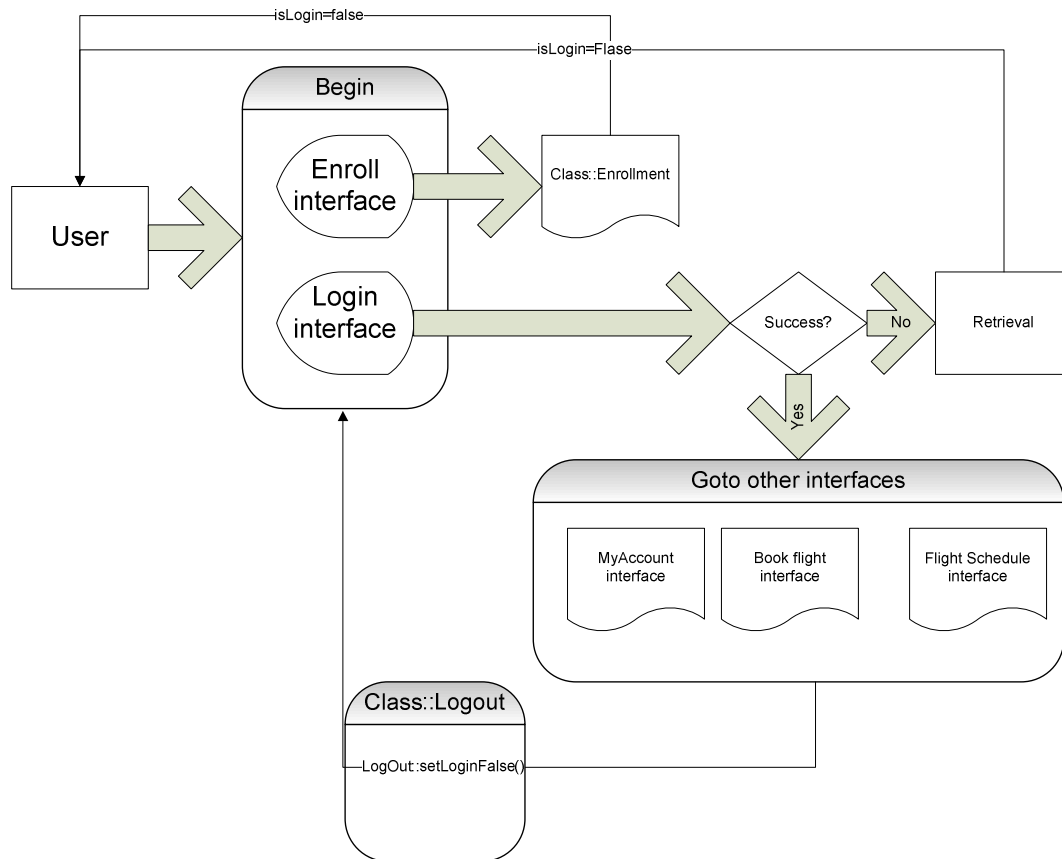 isLogin=false
isLogin=Flase
Begin
Enroll
interface
Class::Enrollment
User
Login
interface
Success?
No
Retrieval
Yes
Goto other interfaces
MyAccount
interface
Book flight
interface
Flight Schedule
interface
Class::Logout
LogOut::setLoginFalse()